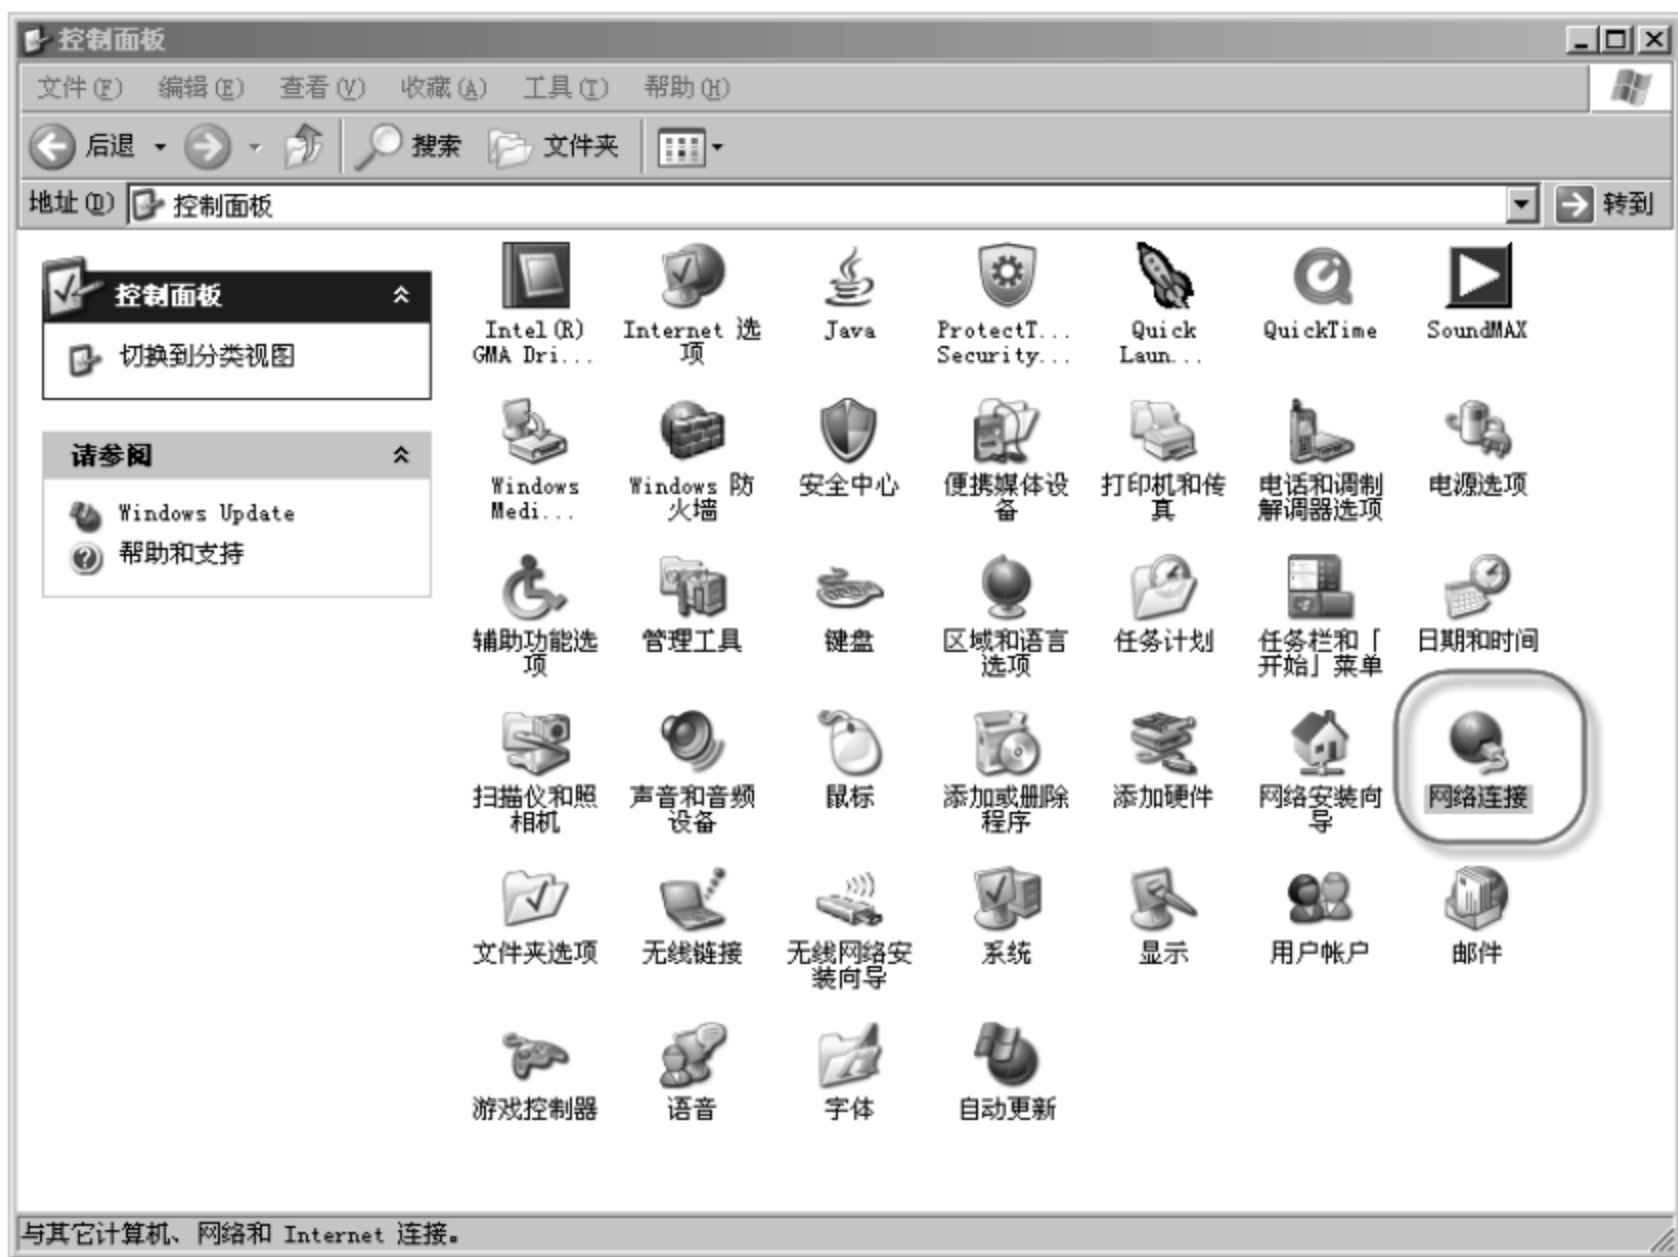 控制面板
文件(F) 编辑(E) 查看(V) 收藏(A) 工具(T) 帮助(H)
后退 搜索 文件夹
地址(D) 控制面板 转到
控制面板
切换到分类视图
请参阅
Windows Update
帮助和支持
Intel(R)
GMA Dri...
Internet 选
项
Java
ProtectT...
Security...
Quick
Laun...
QuickTime
SoundMAX
Windows
Medi...
Windows 防
火墙
安全中心
便携媒体设
备
打印机和传
真
电话和调制
解调器选项
电源选项
辅助功能选
项
管理工具
键盘
区域和语言
选项
任务计划
任务栏和「
开始」菜单
日期和时间
扫描仪和照
相机
声音和音频
设备
鼠标
添加或删除
程序
添加硬件
网络安装向
导
网络连接
文件夹选项
无线链接
无线网络安
装向导
系统
显示
用户帐户
邮件
游戏控制器
语音
字体
自动更新
与其它计算机、网络和 Internet 连接。